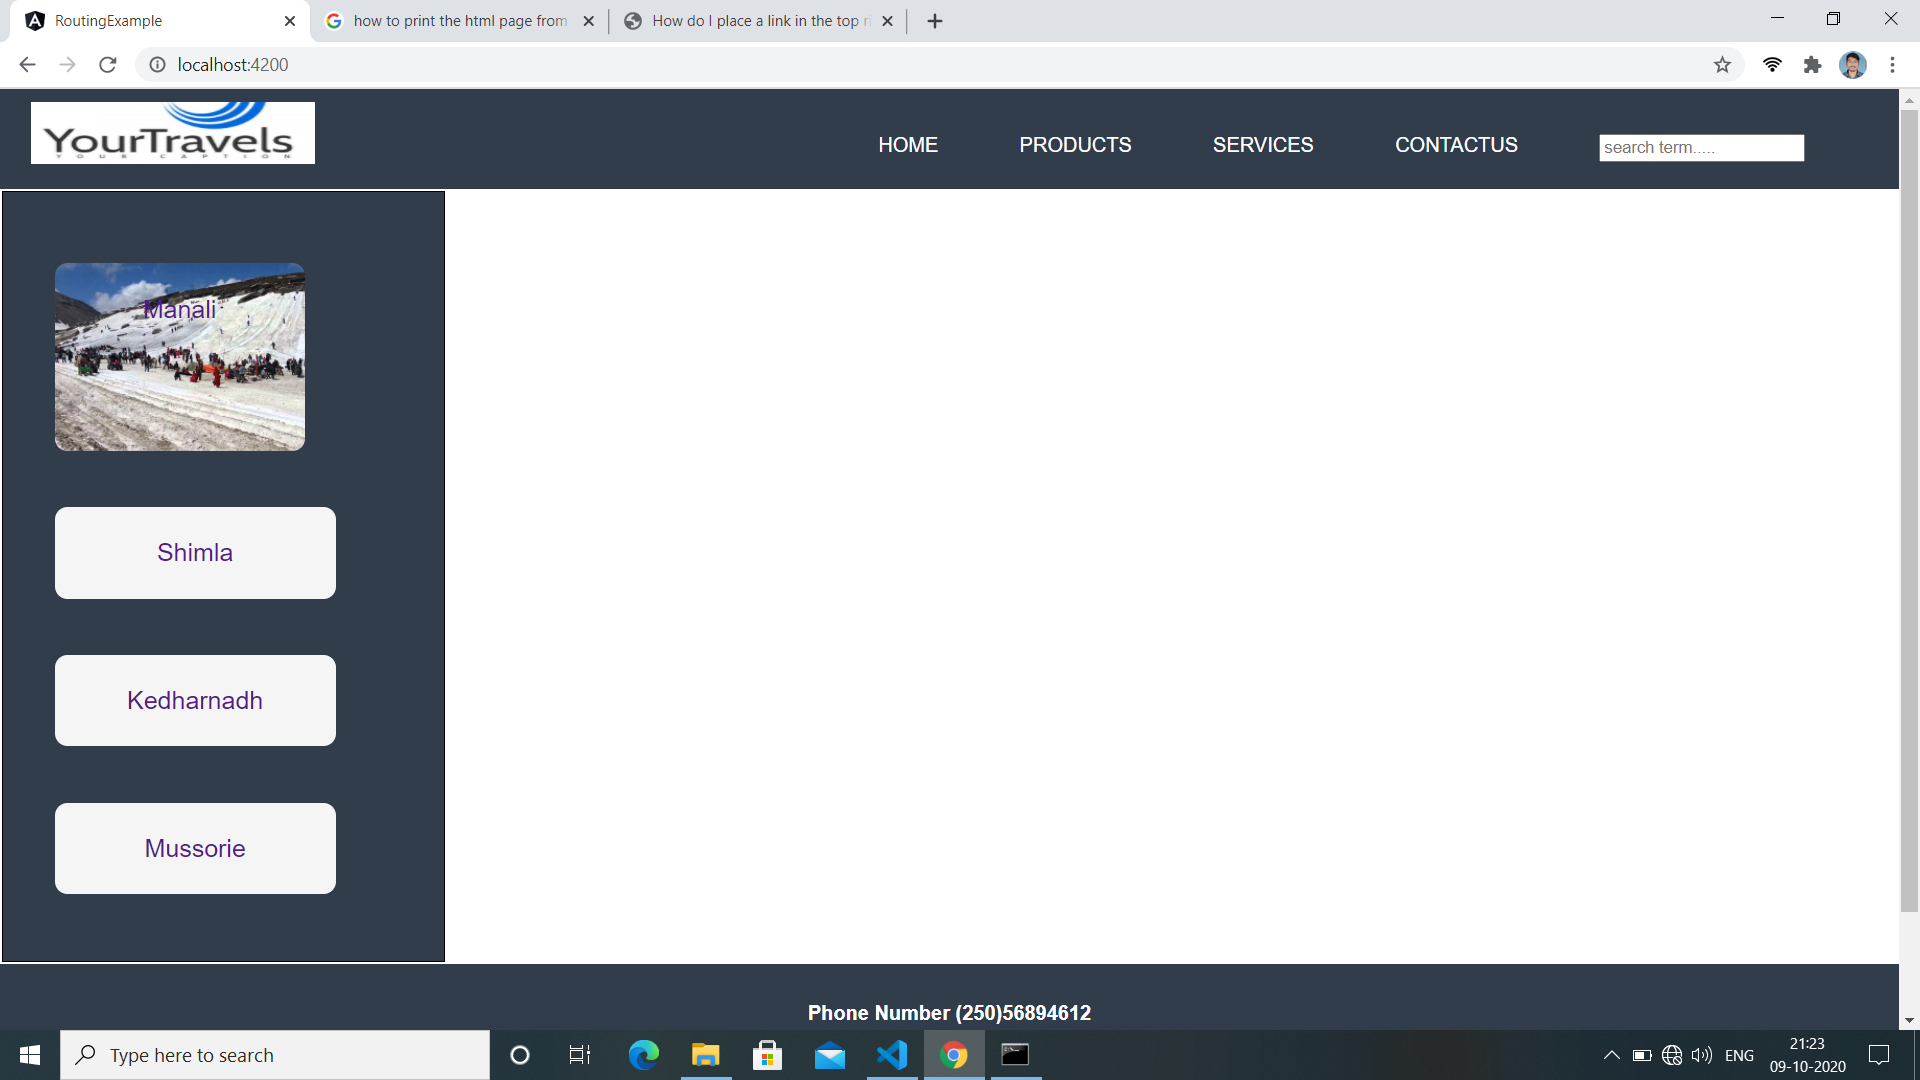 RoutingExample
how to print the html page from
How do I place a link in the top ri
localhost:4200
YourTravels
YOUR CAPTION
HOME PRODUCTS SERVICES CONTACTUS search term.....
Manali
Shimla
Kedharnadh
Mussorie
Phone Number (250)56894612
Type here to search
ENG
21:23
09-10-2020